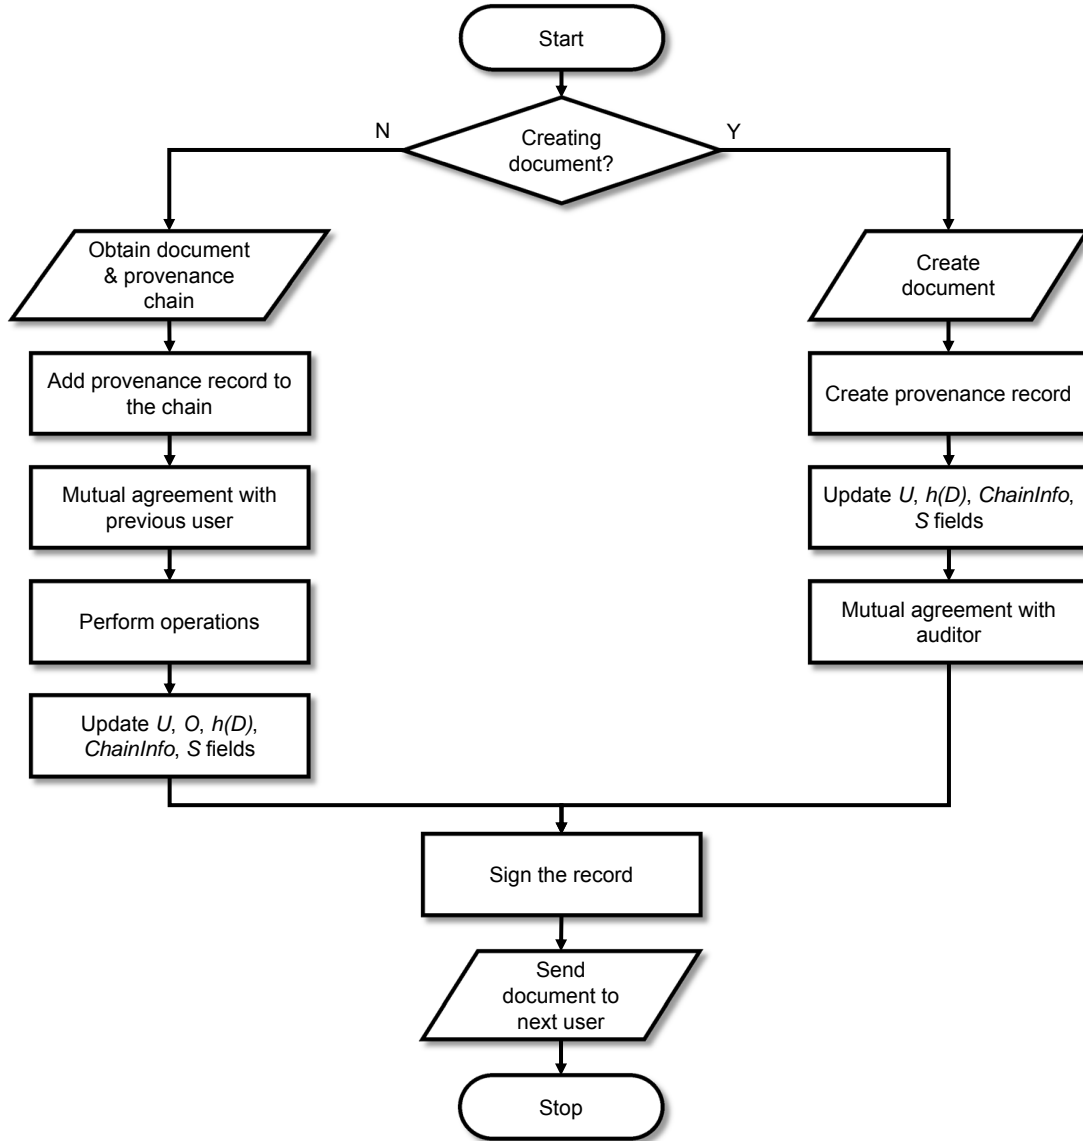 Start
Creating
document?
N
Y
Obtain document
& provenance
chain
Add provenance record to
the chain
Mutual agreement with
previous user
Perform operations
Update U, O, h(D),
ChainInfo, S fields
Create
document
Create provenance record
Update U, h(D), ChainInfo,
S fields
Mutual agreement with
auditor
Sign the record
Send
document to
next user
Stop